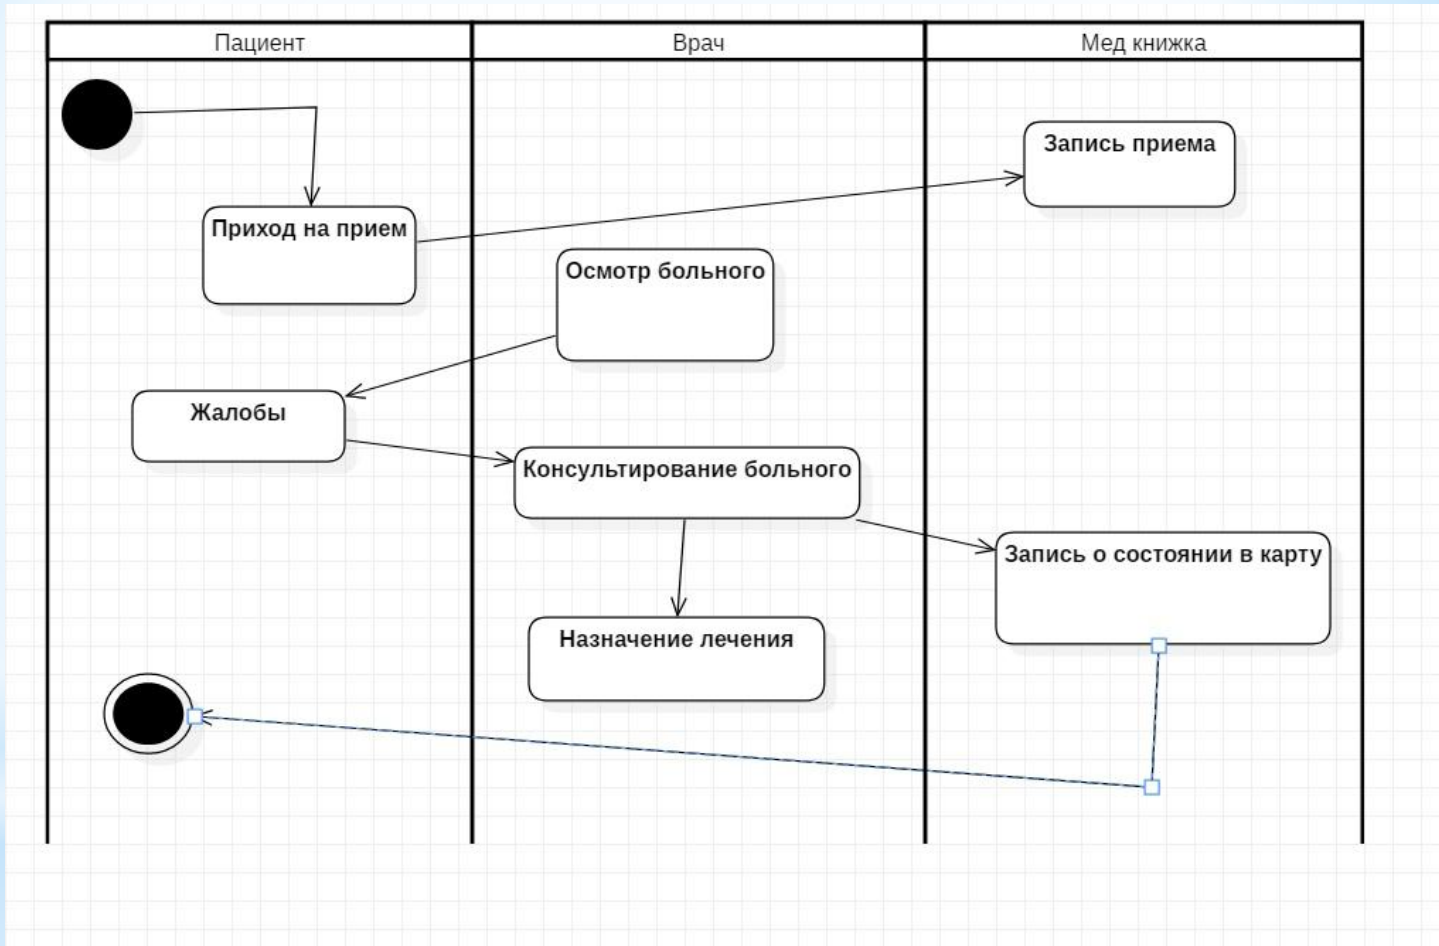 Пациент
Врач
Мед книжка
Запись приема
Приход на прием
Осмотр больного
Жалобы
Консультирование больного
Запись о состоянии в карту
Назначение лечения